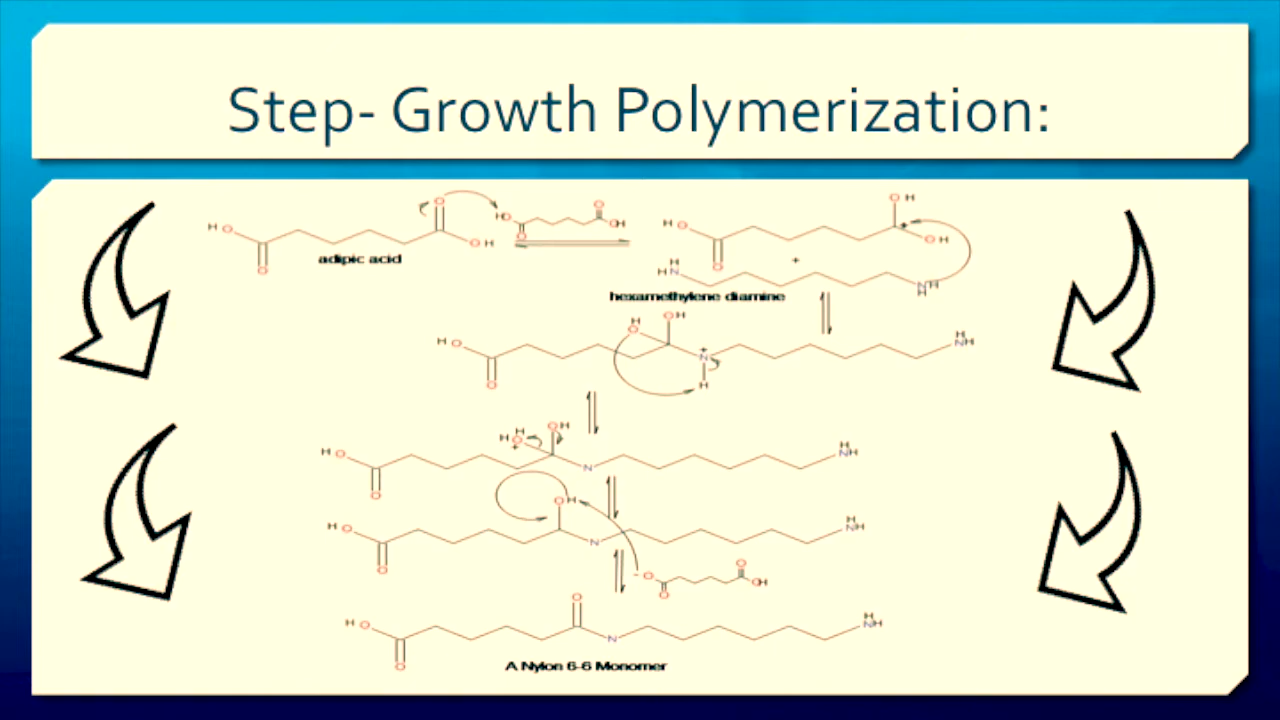 Step- Growth Polymerization:
adipic acid
hexamethylene diamine
A Nylon 6-6 Monomer